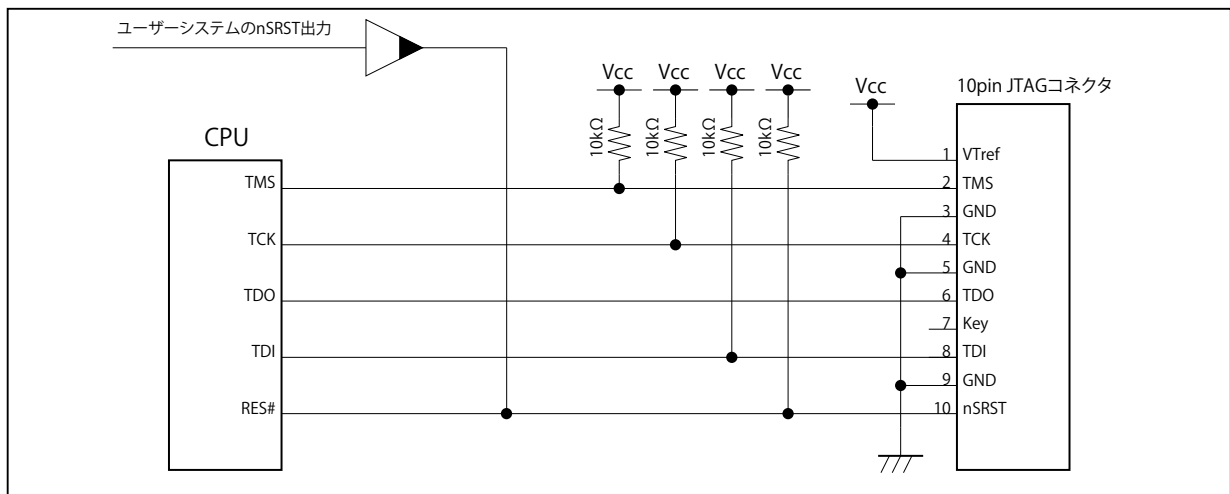 ユーザーシステムのnSRST出力
Vcc
Vcc
Vcc
Vcc
Vcc
10pin JTAGコネクタ
10kΩ
10kΩ
10kΩ
10kΩ
CPU
TMS
TCK
TDO
TDI
RES#
1 VTref
2 TMS
3 GND
4 TCK
5 GND
6 TDO
7 Key
8 TDI
9 GND
10 nSRST